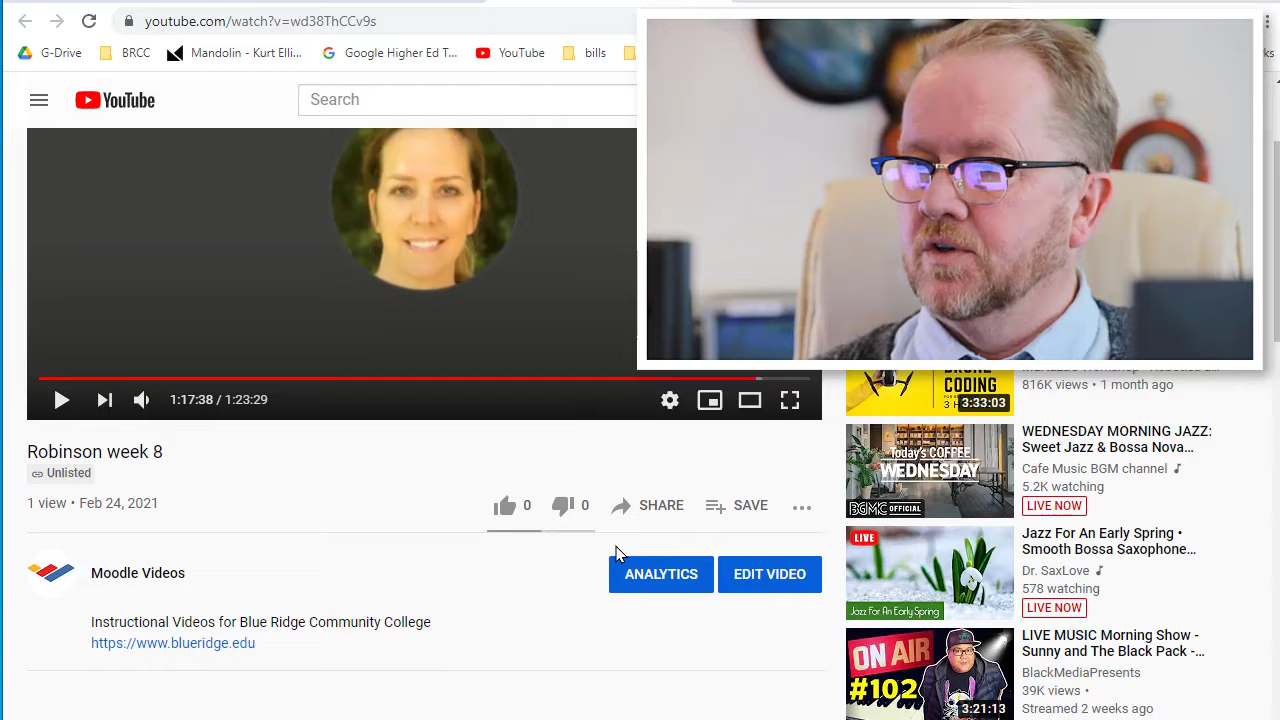 youtube.com/watch?v=wd38ThCCv9s
G-Drive BRCC Mandolin - Kurt Elli... Google Higher Ed T... YouTube bills
YouTube
Search
1:17:38 / 1:23:29
Robinson week 8
Unlisted
1 view • Feb 24, 2021
0 0 SHARE SAVE
Moodle Videos
ANALYTICS EDIT VIDEO
Instructional Videos Blue Ridge Community College
https://www.blueridge.edu
CODING
3:33:03
816K views • 1 month ago
Today's COFFEE
WEDNESDAY
BGMC OFFICIAL
WEDNESDAY MORNING JAZZ:
Sweet Jazz & Bossa Nova...
Cafe Music BGM channel
5.2K watching
LIVE NOW
LIVE
Jazz For An Early Spring
Jazz For An Early Spring •
Smooth Bossa Saxophone...
Dr. SaxLove
578 watching
LIVE NOW
ON AIR
#102
3:21:13
LIVE MUSIC Morning Show -
Sunny and The Black Pack -...
BlackMediaPresents
39K views •
Streamed 2 weeks ago